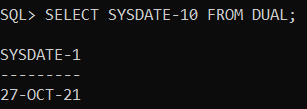 SQL> SELECT SYSDATE-10 FROM DUAL;
SYSDATE-1
---------
27-OCT-21